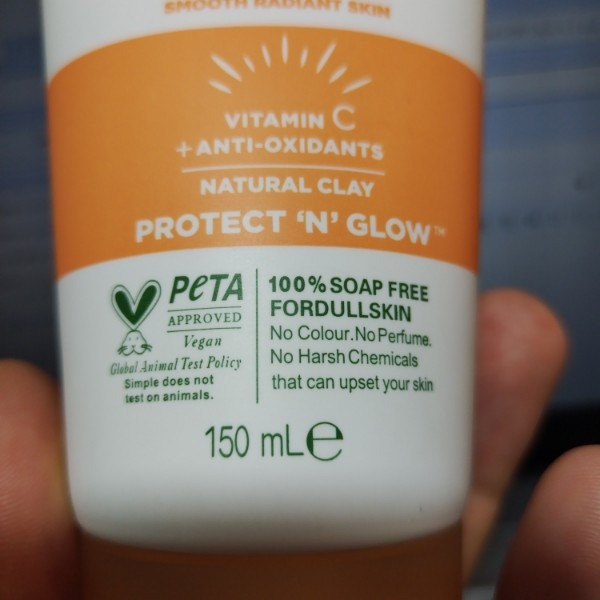 SMOOTH RADIANT SKIN
VITAMIN C
+ ANTI-OXIDANTS
NATURAL CLAY
PROTECT ‘N’ GLOW™
PETA
APPROVED
Vegan
Global Animal Test Policy
Simple does not
test on animals.
100% SOAP FREE
FORDULLSKIN
No Colour.No Perfume.
No Harsh Chemicals
that can upset your skin
150 mL℮